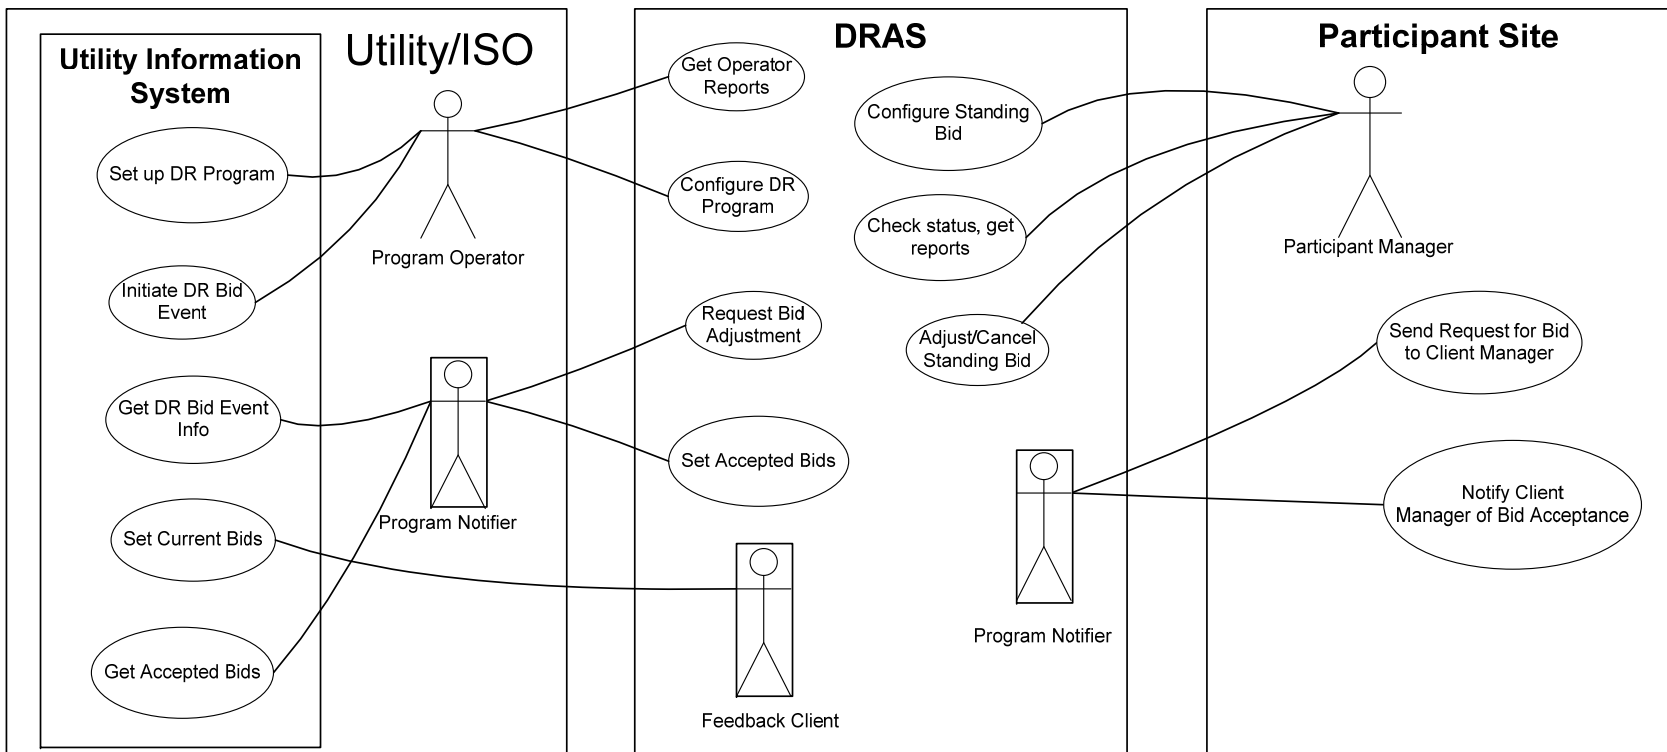 Utility Information
System
Utility/ISO
Set up DR Program
Initiate DR Bid
Event
Get DR Bid Event
Info
Set Current Bids
Get Accepted Bids
Program Operator
Program Notifier
DRAS
Get Operator
Reports
Configure DR
Program
Request Bid
Adjustment
Set Accepted Bids
Feedback Client
Configure Standing
Bid
Check status, get
reports
Adjust/Cancel
Standing Bid
Program Notifier
Participant Site
Participant Manager
Send Request for Bid
to Client Manager
Notify Client
Manager of Bid Acceptance